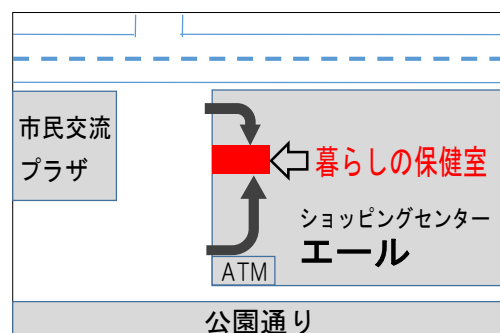 市民交流
プラザ
暮らしの保健室
ショッピングセンター
エール
ATM
公園通り